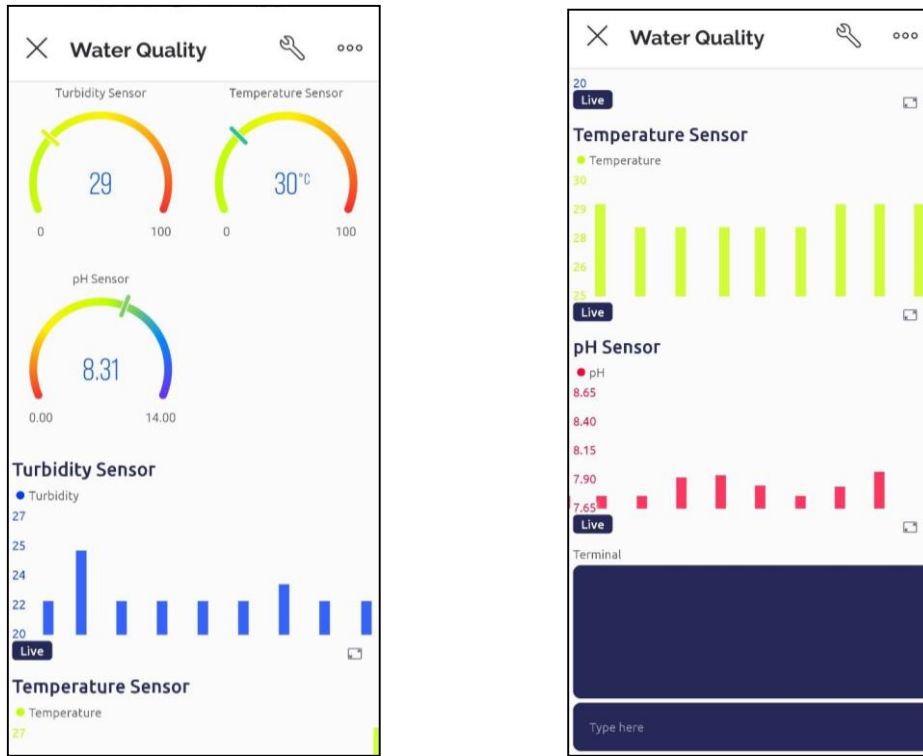 Water Quality
Turbidity Sensor
Temperature Sensor
29
30°C
0
100
0
100
pH Sensor
8.31
0.00
14.00
Turbidity Sensor
Turbidity
27
25
24
22
20
Live
Temperature Sensor
Temperature
27
Water Quality
20
Live
Temperature Sensor
Temperature
30
29
28
26
25
Live
pH Sensor
pH
8.65
8.40
8.15
7.90
7.65
Live
Terminal
Type here